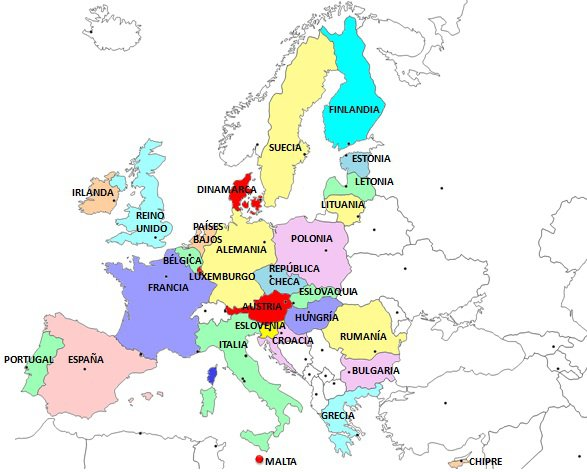 FINLANDIA
SUECIA
ESTONIA
LETONIA
DINAMARCA
IRLANDA
LITUANIA
REINO
UNIDO
PAÍSES
BAJOS
POLONIA
ALEMANIA
BÉLGICA
REPÚBLICA
CHECA
LUXEMBURGO
FRANCIA
ESLOVAQUIA
AUSTRIA
HUNGRÍA
ESLOVENIA
RUMANÍA
CROACIA
ITALIA
PORTUGAL
ESPAÑA
BULGARIA
GRECIA
MALTA
CHIPRE